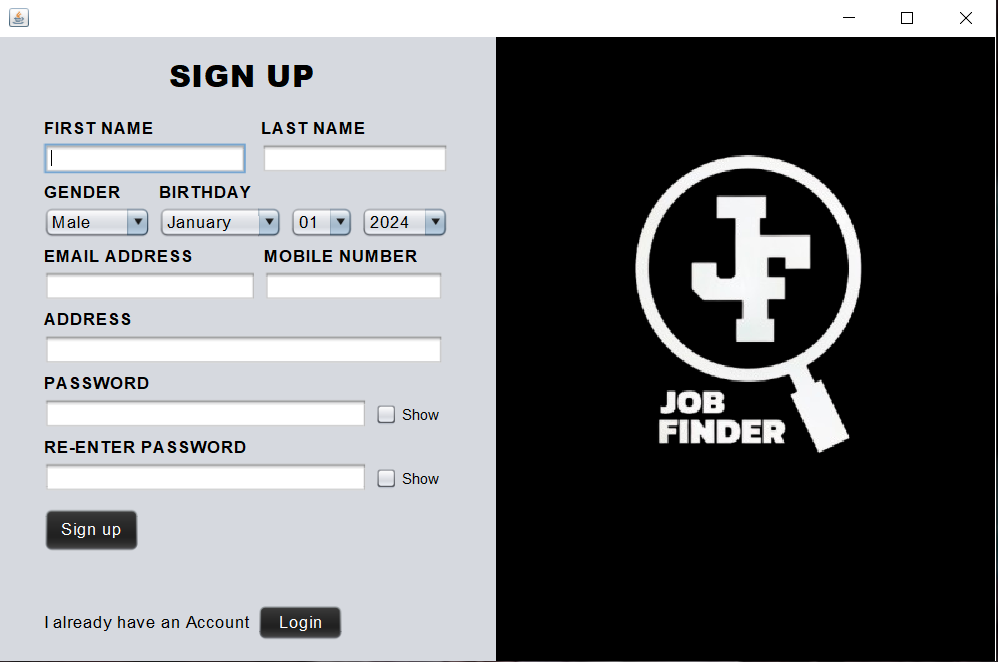 SIGN UP
FIRST NAME LAST NAME
GENDER BIRTHDAY
Male January 01 2024
EMAIL ADDRESS MOBILE NUMBER
ADDRESS
PASSWORD
Show
RE-ENTER PASSWORD
Show
Sign up
I already have an Account Login
JF
JOB
FINDER